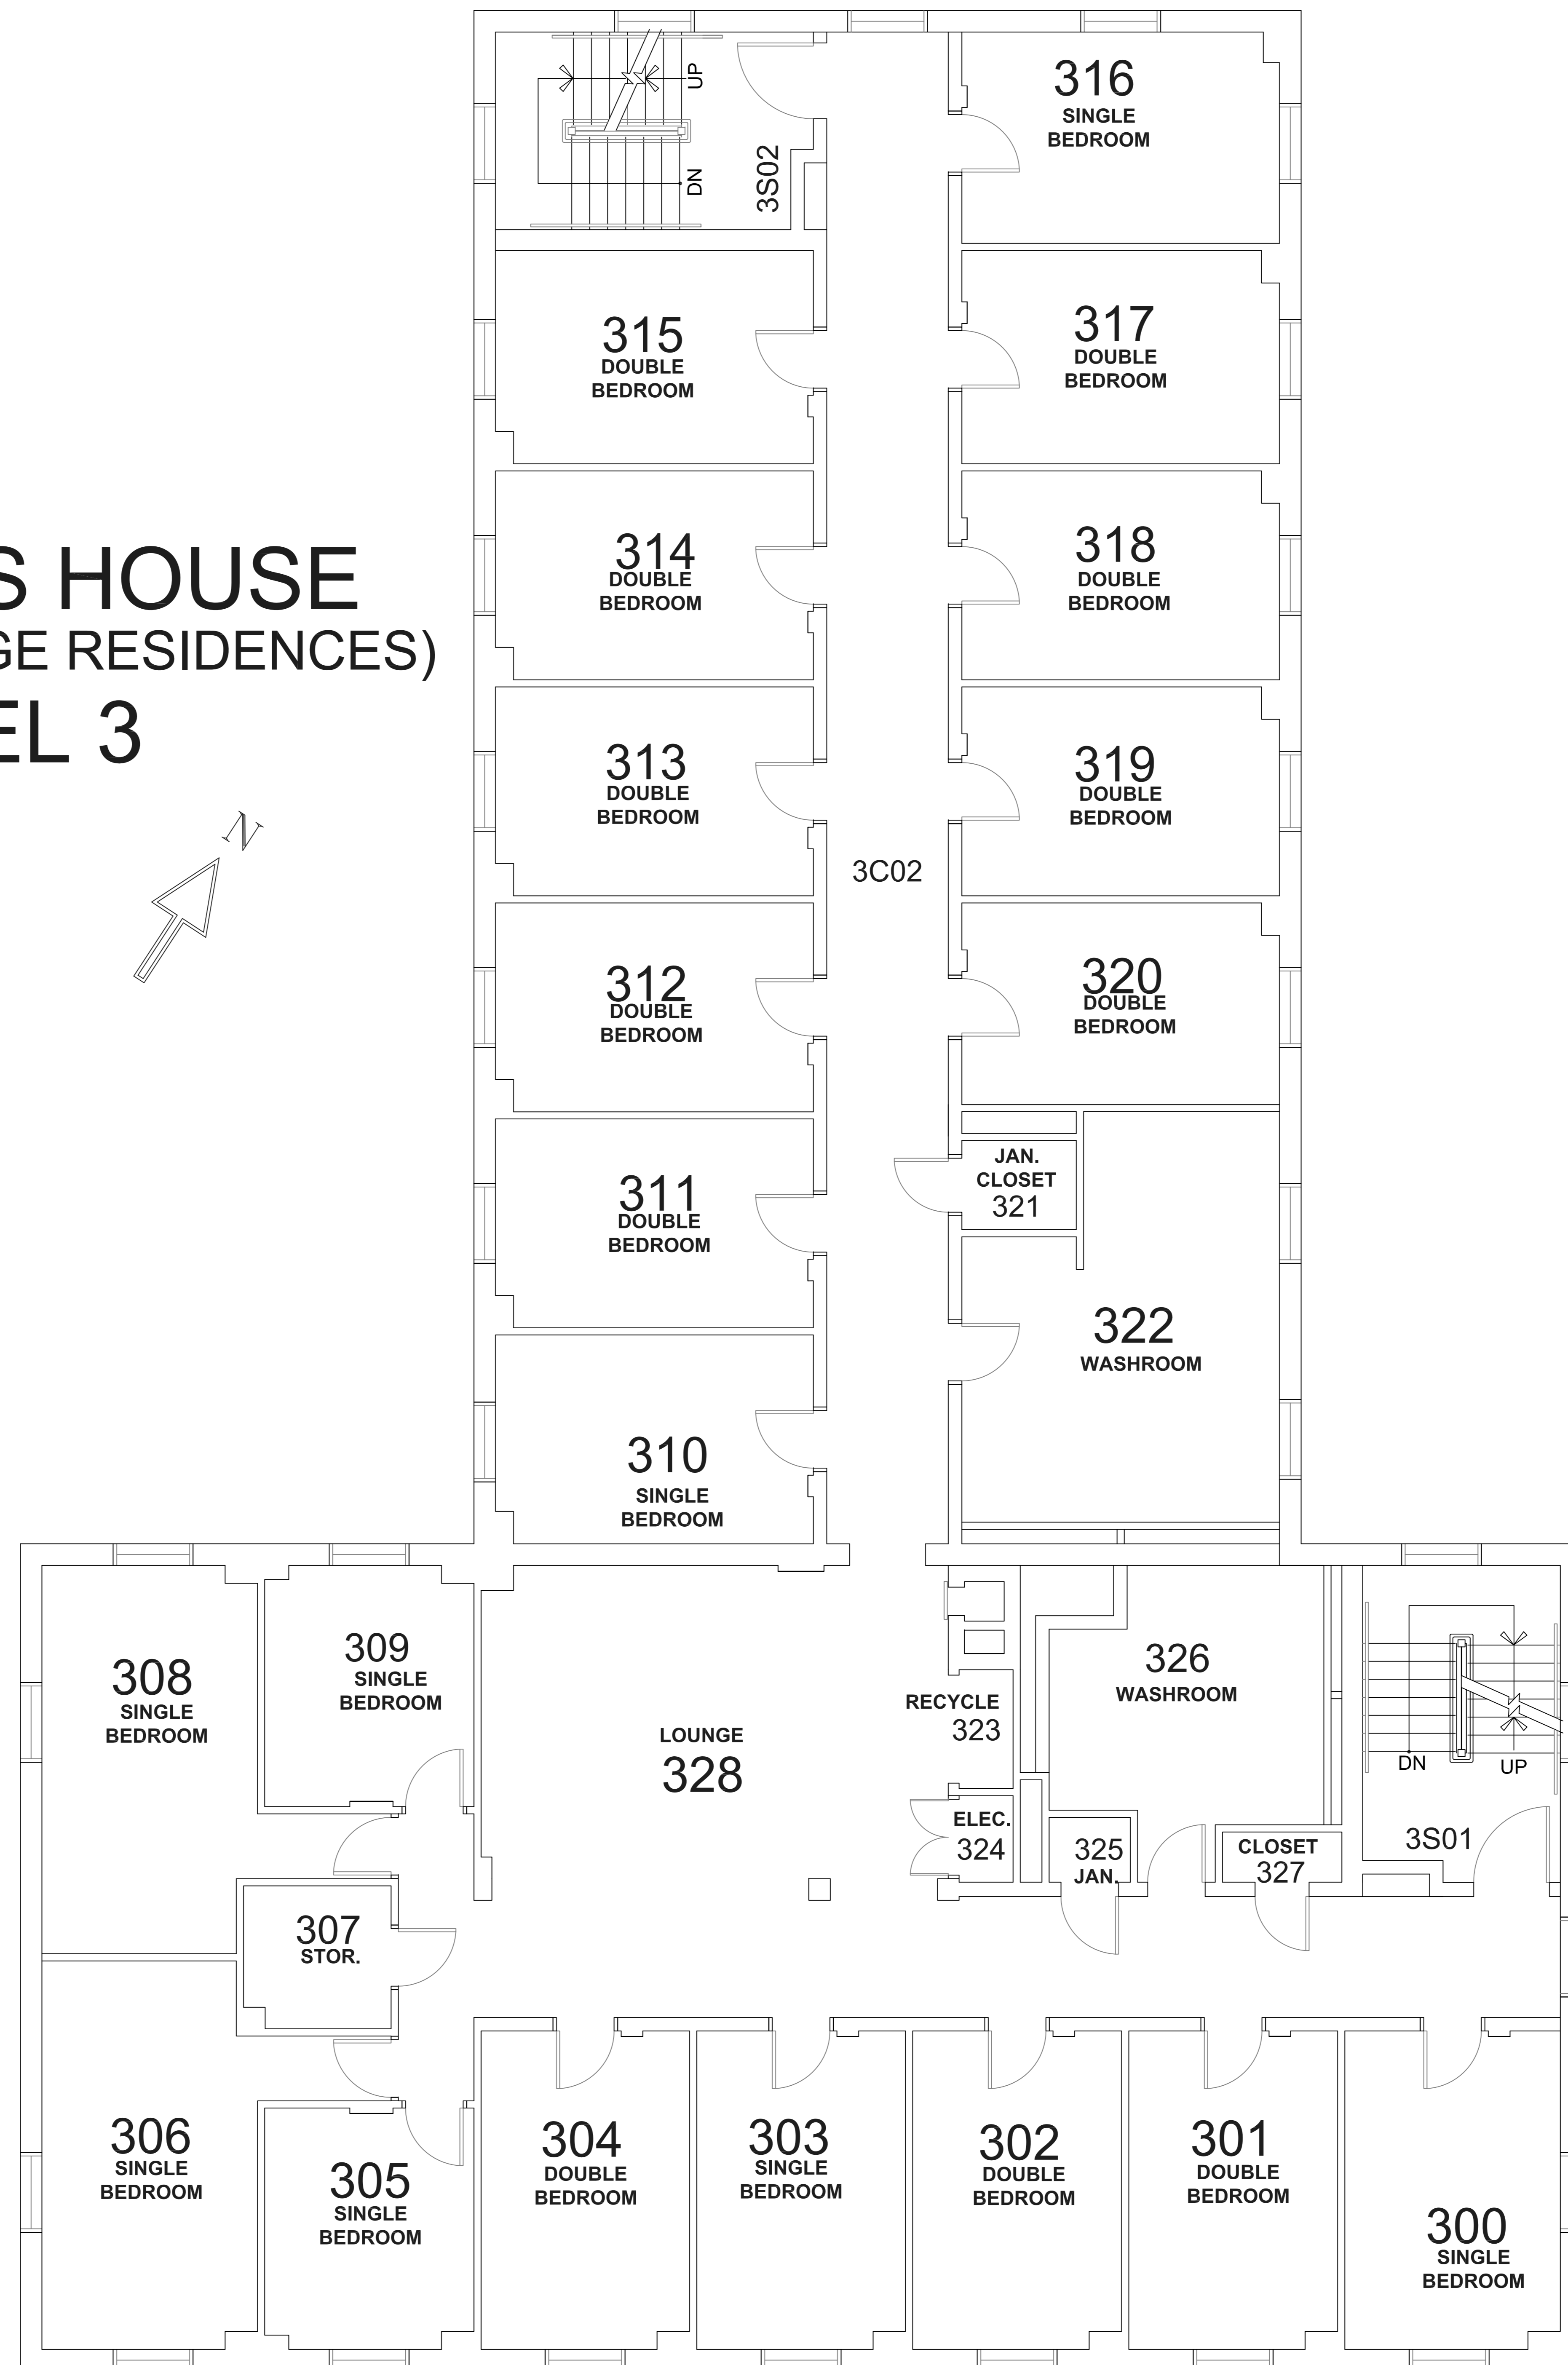 316
SINGLE
BEDROOM
UP
DN
3S02
315
DOUBLE
BEDROOM
317
DOUBLE
BEDROOM
S HOUSE
GE RESIDENCES)
EL 3
N
314
DOUBLE
BEDROOM
318
DOUBLE
BEDROOM
313
DOUBLE
BEDROOM
319
DOUBLE
BEDROOM
3C02
312
DOUBLE
BEDROOM
320
DOUBLE
BEDROOM
311
DOUBLE
BEDROOM
JAN.
CLOSET
321
322
WASHROOM
310
SINGLE
BEDROOM
308
SINGLE
BEDROOM
309
SINGLE
BEDROOM
LOUNGE
328
RECYCLE
323
ELEC.
324
326
WASHROOM
325
JAN.
CLOSET
327
DN
UP
3S01
307
STOR.
306
SINGLE
BEDROOM
305
SINGLE
BEDROOM
304
DOUBLE
BEDROOM
303
SINGLE
BEDROOM
302
DOUBLE
BEDROOM
301
DOUBLE
BEDROOM
300
SINGLE
BEDROOM